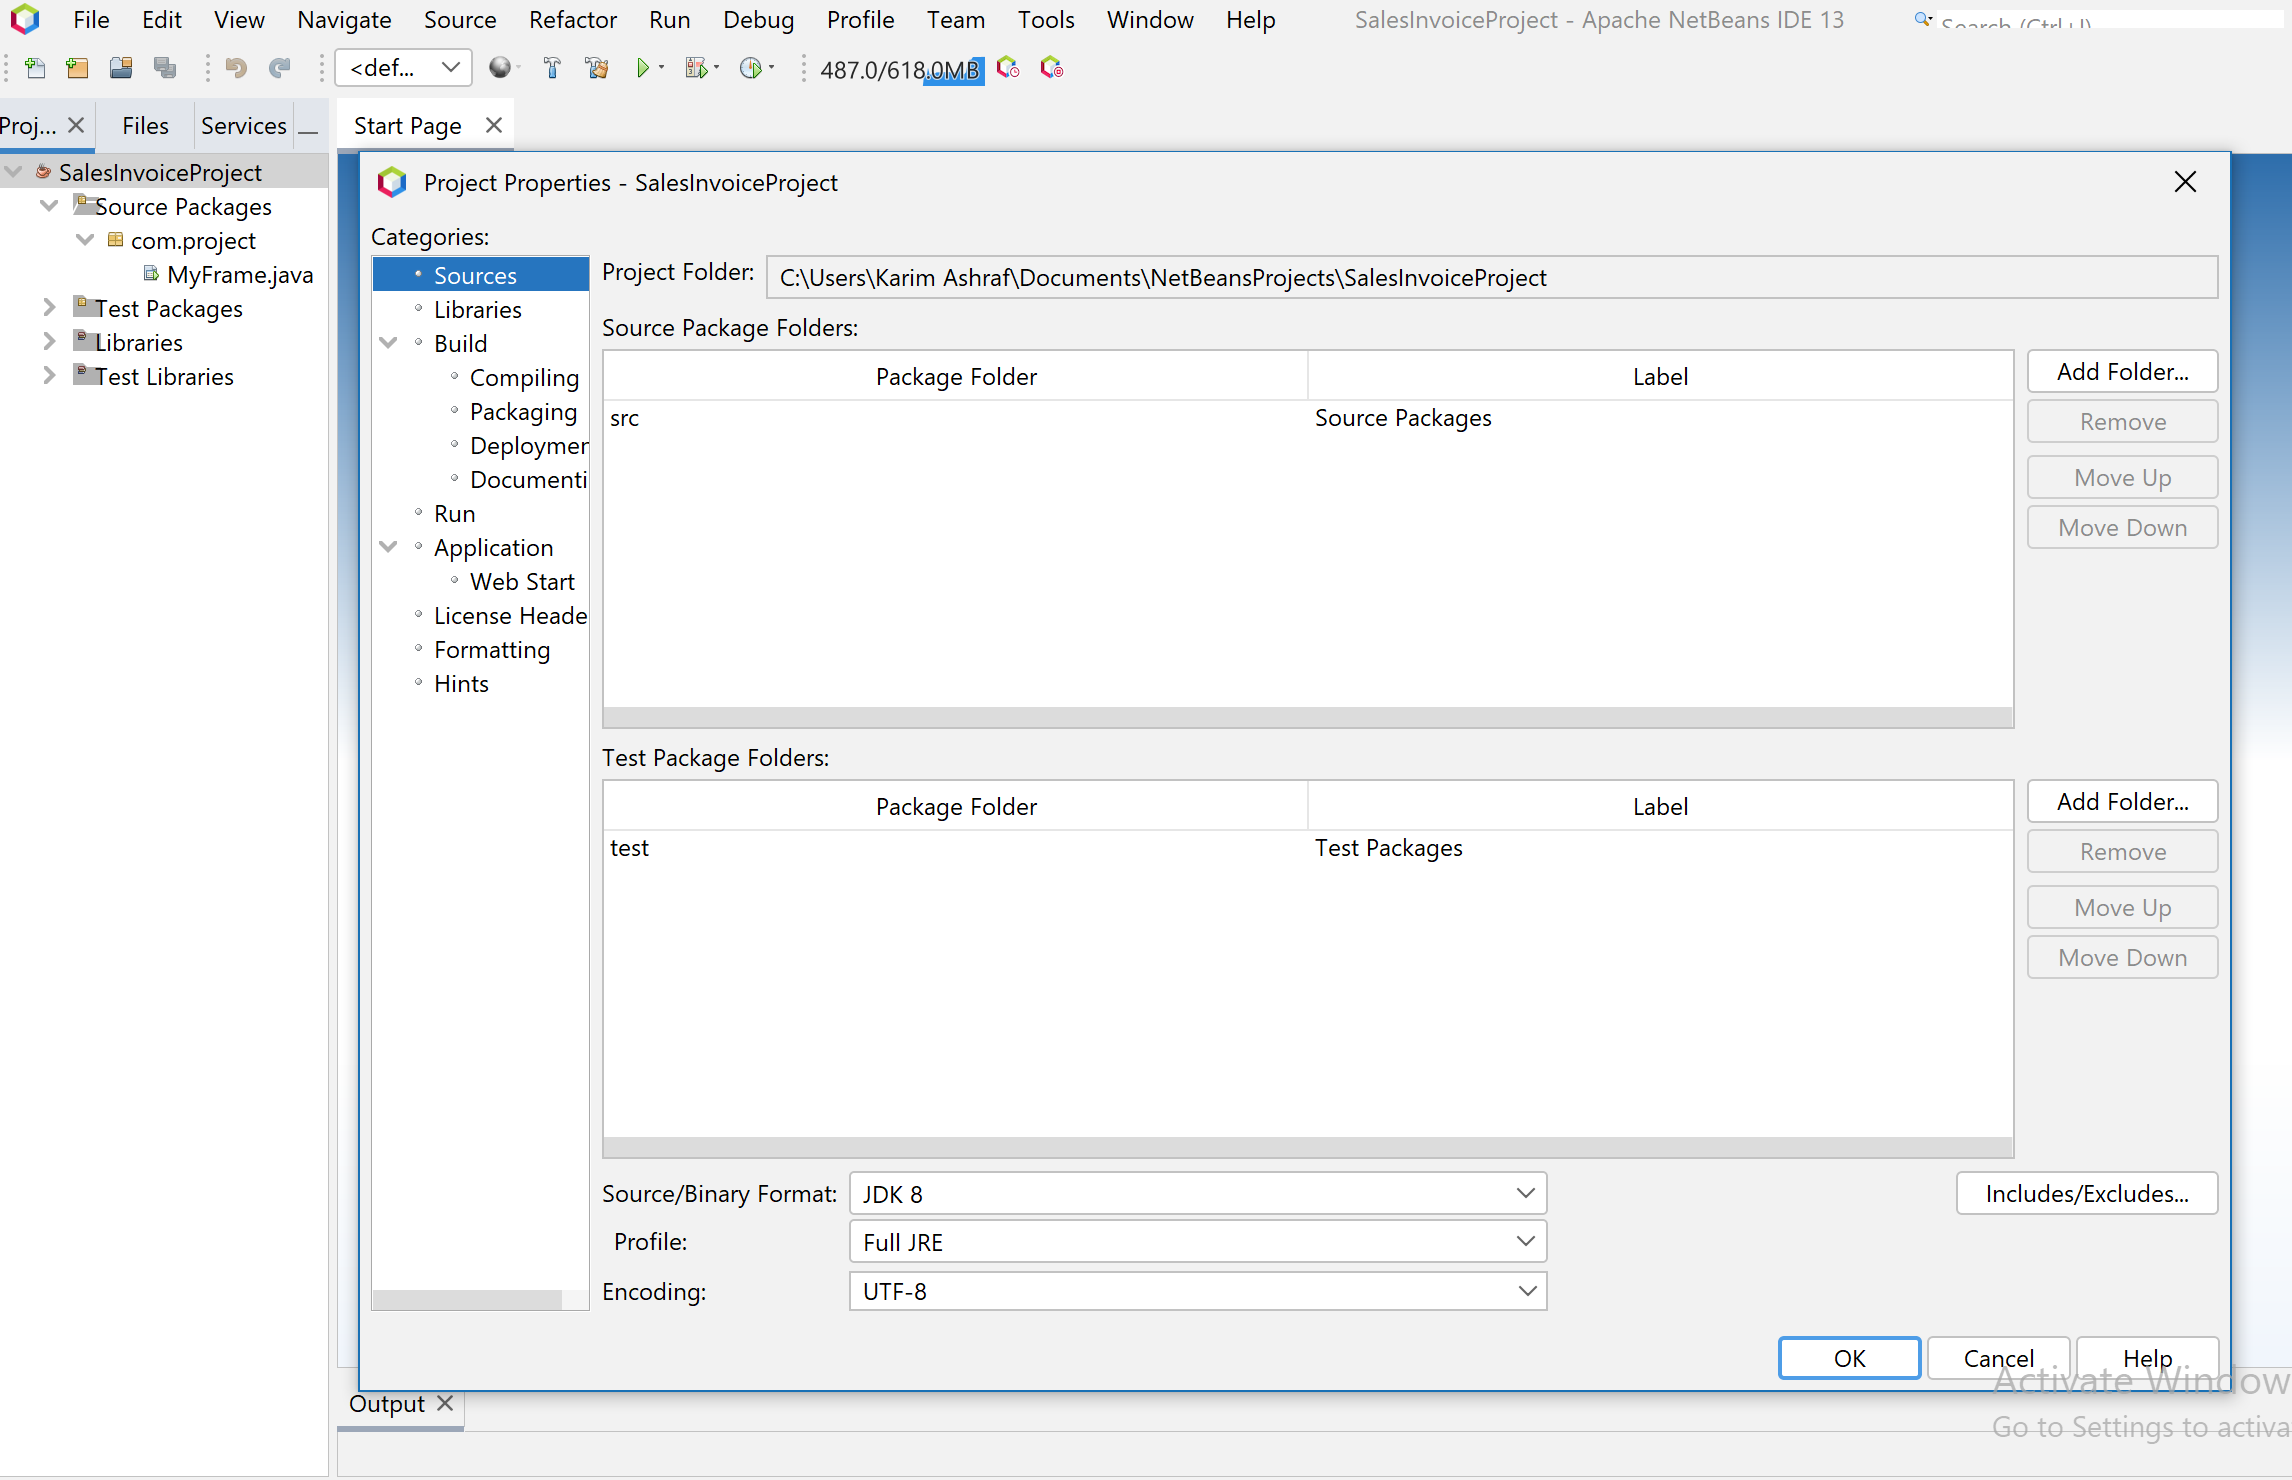 File Edit View Navigate Source Refactor Run Debug Profile Team Tools Window Help SalesInvoiceProject - Apache NetBeans IDE 13 Search (Ctrl+I)
<def... 487.0/618.0MB
Proj... Files Services Start Page
SalesInvoiceProject
Source Packages
com.project
MyFrame.java
Test Packages
Libraries
Test Libraries
Project Properties - SalesInvoiceProject
Categories:
Sources
Libraries
Build
Compiling
Packaging
Deploymen
Documenti
Run
Application
Web Start
License Heade
Formatting
Hints
Project Folder: C:\Users\Karim Ashraf\Documents\NetBeansProjects\SalesInvoiceProject
Source Package Folders:
Package Folder Label
src Source Packages
Add Folder...
Remove
Move Up
Move Down
Test Package Folders:
Package Folder Label
test Test Packages
Add Folder...
Remove
Move Up
Move Down
Source/Binary Format: JDK 8 Includes/Excludes...
Profile: Full JRE
Encoding: UTF-8
OK Cancel Help
Activate Window
Go to Settings to activa
Output